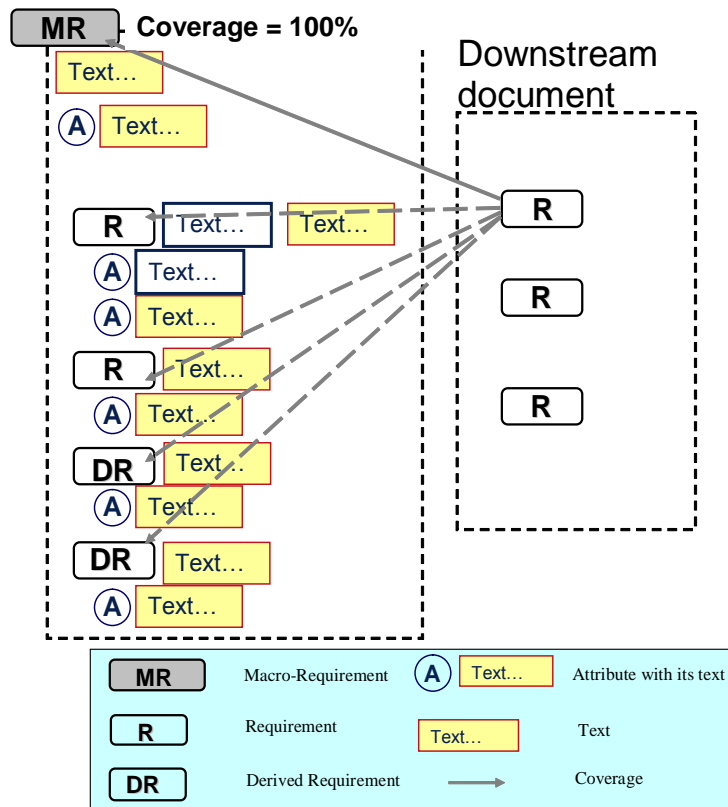 MR - Coverage = 100%
Text…
A Text…
R Text… Text…
A Text…
A Text…
R Text…
A Text…
DR Text…
A Text…
DR Text…
A Text…
Downstream
document
R
R
R
MR Macro-Requirement A Text… Attribute with its text
R Requirement Text… Text
DR Derived Requirement Coverage